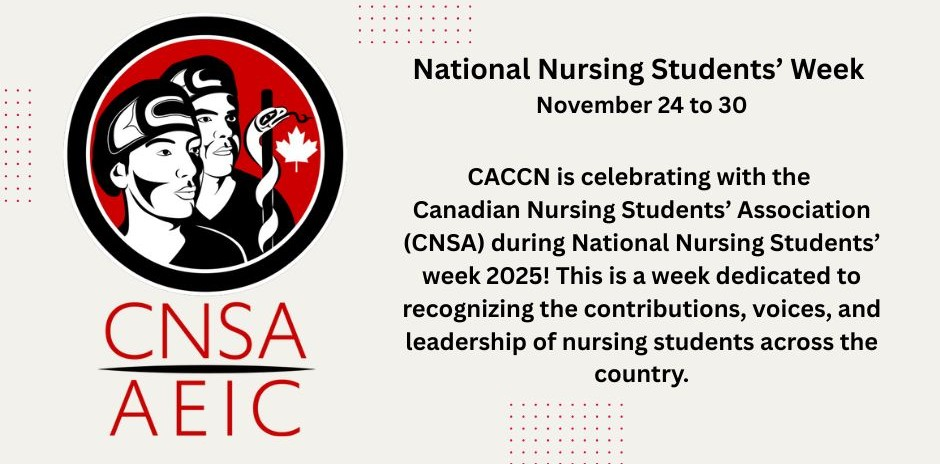 CNSA
AEIC
National Nursing Students’ Week
November 24 to 30
CACCN is celebrating with the
Canadian Nursing Students’ Association
(CNSA) during National Nursing Students’
week 2025! This is a week dedicated to
recognizing the contributions, voices, and
leadership of nursing students across the
country.